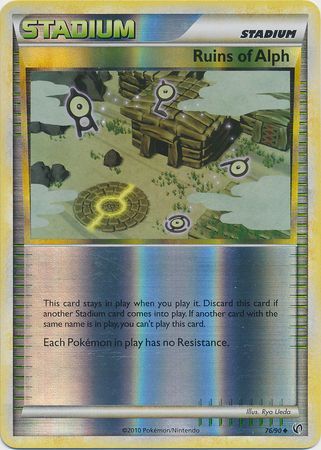 STADIUM
STADIUM
Ruins of Alph
This card stays in play when you play it. Discard this card if
another Stadium card comes into play. If another card with the
same name is in play, you can't play this card.
Each Pokémon in play has no Resistance.
Illus. Ryo Ueda
©2010 Pokémon/Nintendo
76/90